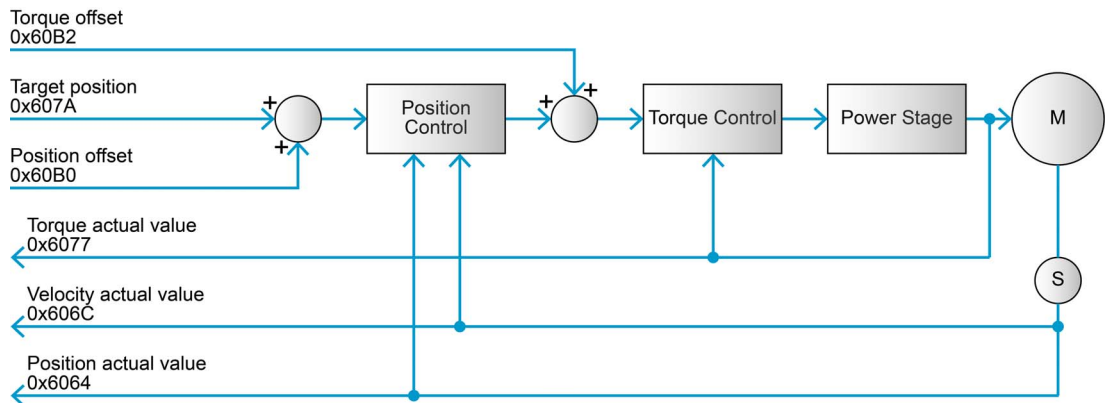 Torque offset
0x60B2
Target position
0x607A
Position offset
0x60B0
+
+
Position
Control
+
+
Torque Control
Power Stage
M
Torque actual value
0x6077
S
Velocity actual value
0x606C
Position actual value
0x6064